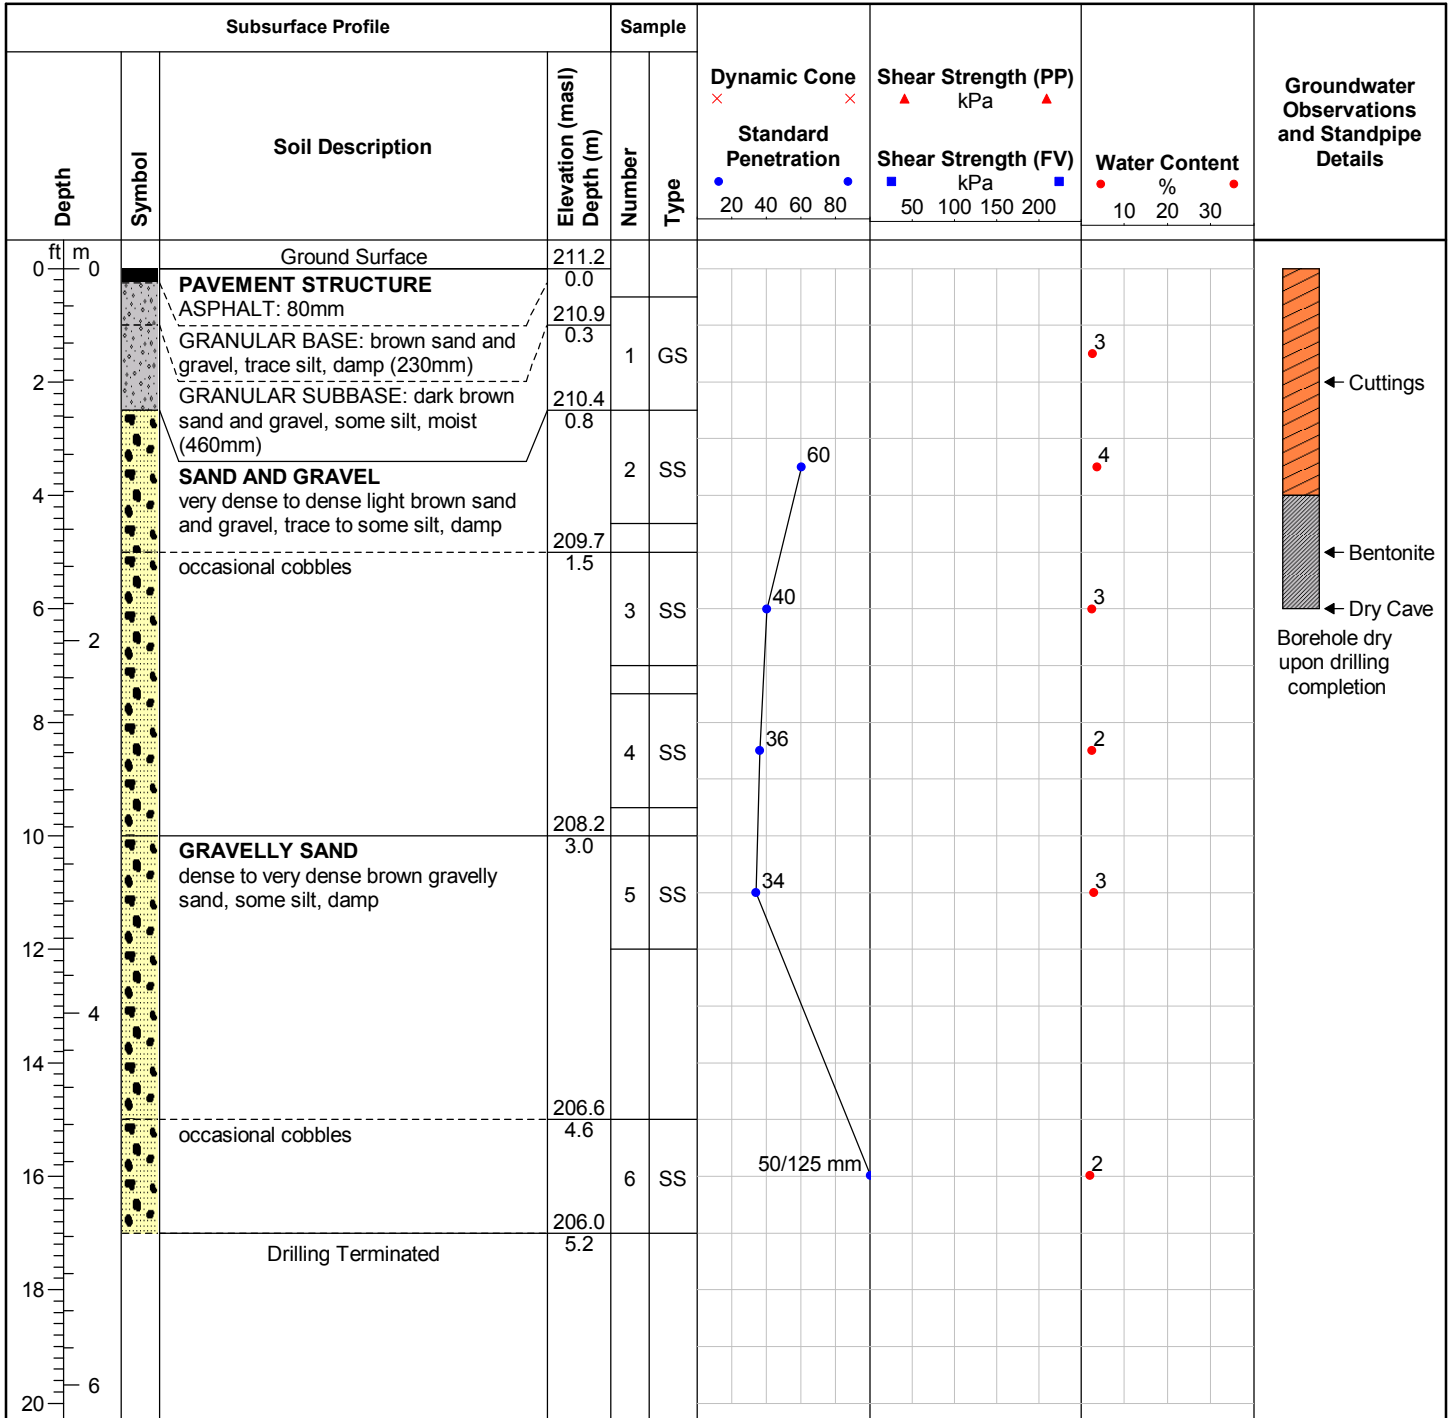 Subsurface Profile
Sample
Depth
Symbol
Soil Description
Elevation (masl)
Depth (m)
Number
Type
Dynamic Cone
Standard
Penetration
20 40 60 80
Shear Strength (PP)
kPa
Shear Strength (FV)
kPa
50 100 150 200
Water Content
%
10 20 30
Groundwater
Observations
and Standpipe
Details
ft m
Ground Surface
211.2
0 0
0.0
PAVEMENT STRUCTURE
ASPHALT: 80mm
210.9
0.3
GRANULAR BASE: brown sand and
gravel, trace silt, damp (230mm)
1 GS
3
2
Cuttings
GRANULAR SUBBASE: dark brown
sand and gravel, some silt, moist
(460mm)
210.4
0.8
SAND AND GRAVEL
very dense to dense light brown sand
and gravel, trace to some silt, damp
2 SS
60
4
4
209.7
1.5
occasional cobbles
Bentonite
6
3 SS
40
3
Dry Cave
2
Borehole dry
upon drilling
completion
8
4 SS
36
2
208.2
10
3.0
GRAVELLY SAND
dense to very dense brown gravelly
sand, some silt, damp
5 SS
34
3
12
4
14
206.6
4.6
occasional cobbles
16
6 SS
50/125 mm
2
206.0
5.2
Drilling Terminated
18
6
20